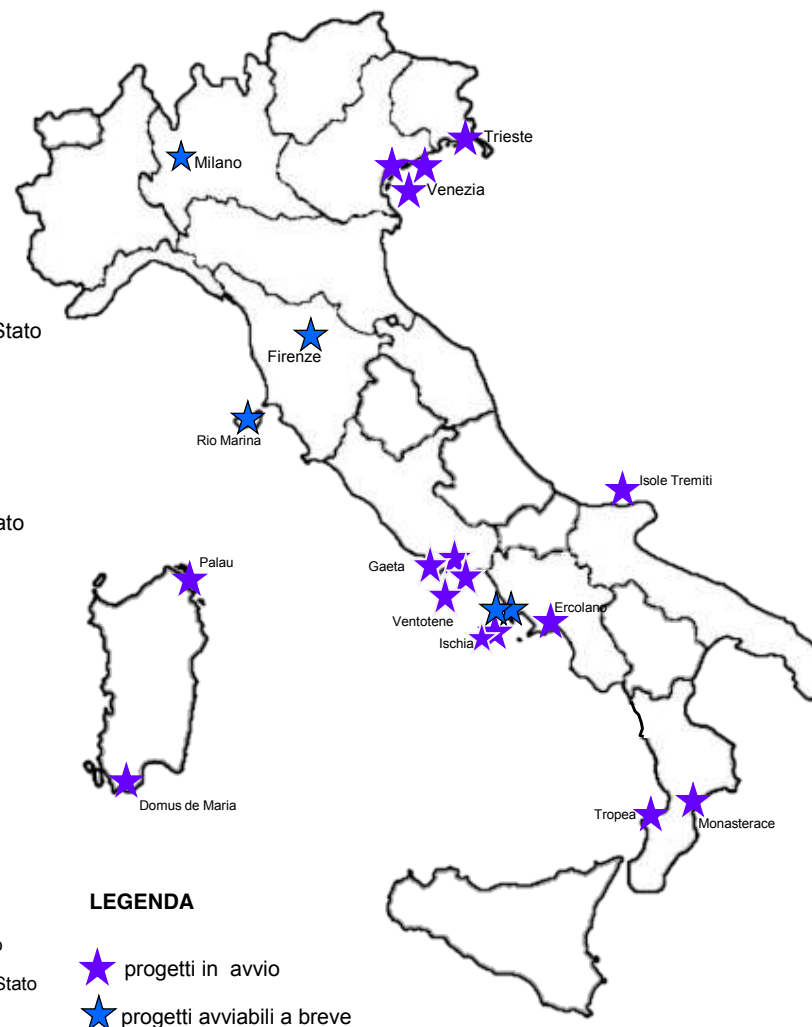 Trieste
Milano
Venezia
Stato
Firenze
Rio Marina
Isole Tremiti
Palau
Gaeta
Ventotene
Ercolano
Ischia
Domus de Maria
Tropea
Monasterace
LEGENDA
progetti in avvio
Stato
progetti avviabili a breve